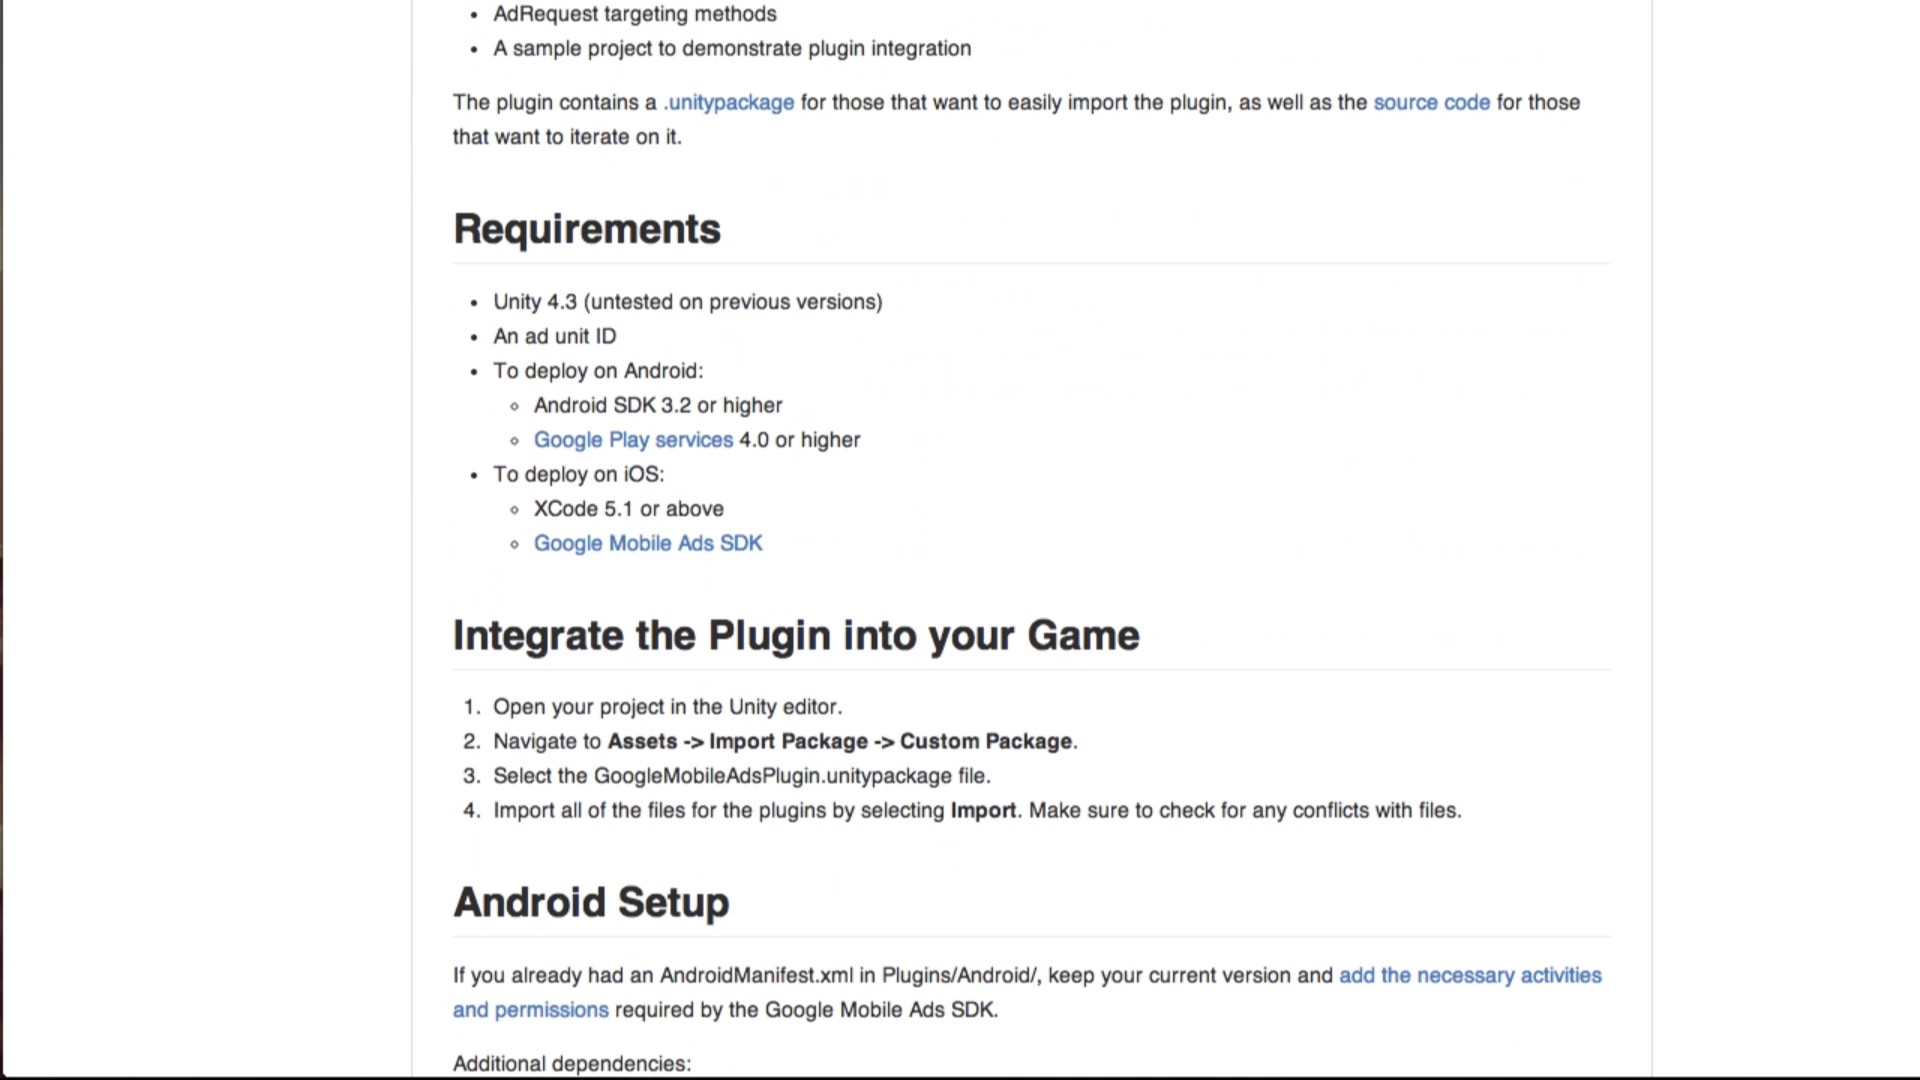 • AdRequest targeting methods
• A sample project to demonstrate plugin integration
The plugin contains a .unitypackage for those that want to easily import the plugin, as well as the source code for those
that want to iterate on it.
Requirements
• Unity 4.3 (untested on previous versions)
• An ad unit ID
• To deploy on Android:
◦ Android SDK 3.2 or higher
◦ Google Play services 4.0 or higher
• To deploy on iOS:
◦ XCode 5.1 or above
◦ Google Mobile Ads SDK
Integrate the Plugin into your Game
1. Open your project in the Unity editor.
2. Navigate to Assets -> Import Package -> Custom Package.
3. Select the GoogleMobileAdsPlugin.unitypackage file.
4. Import all of the files for the plugins by selecting Import. Make sure to check for any conflicts with files.
Android Setup
If you already had an AndroidManifest.xml in Plugins/Android/, keep your current version and add the necessary activities
and permissions required by the Google Mobile Ads SDK.
Additional dependencies: